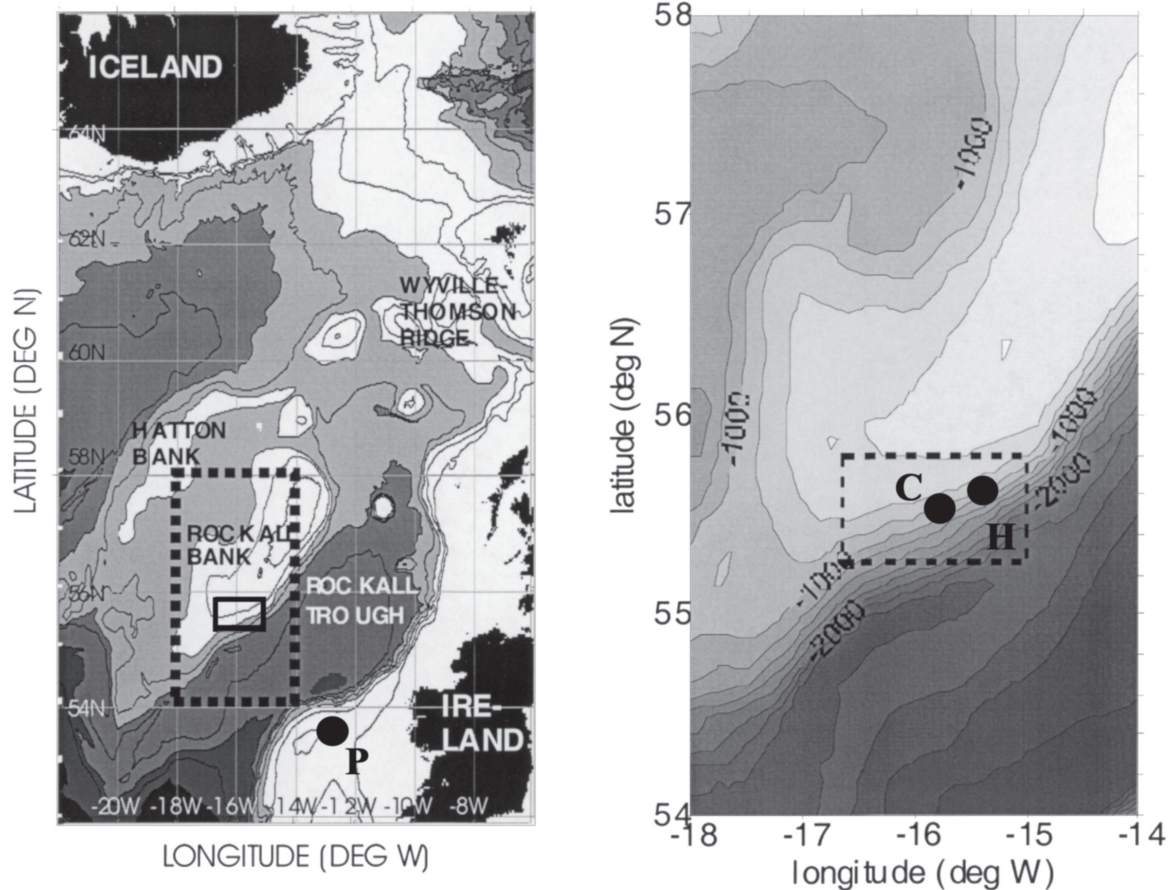 ICELAND
64N
62N
WYVILLE-
THOMSON
RIDGE
60N
HATTON
BANK
58N
ROCKALL
BANK
56N
ROCKALL
TROUGH
54N
IRE-
LAND
P
-20W -18W -16W -14W -12W -10W -8W
LATITUDE (DEG N)
LONGITUDE (DEG W)
58
57
56
55
54
-1000
-1000
-1000
-2000
-1000
-2000
C
H
-18 -17 -16 -15 -14
latitude (deg N)
longitude (deg W)